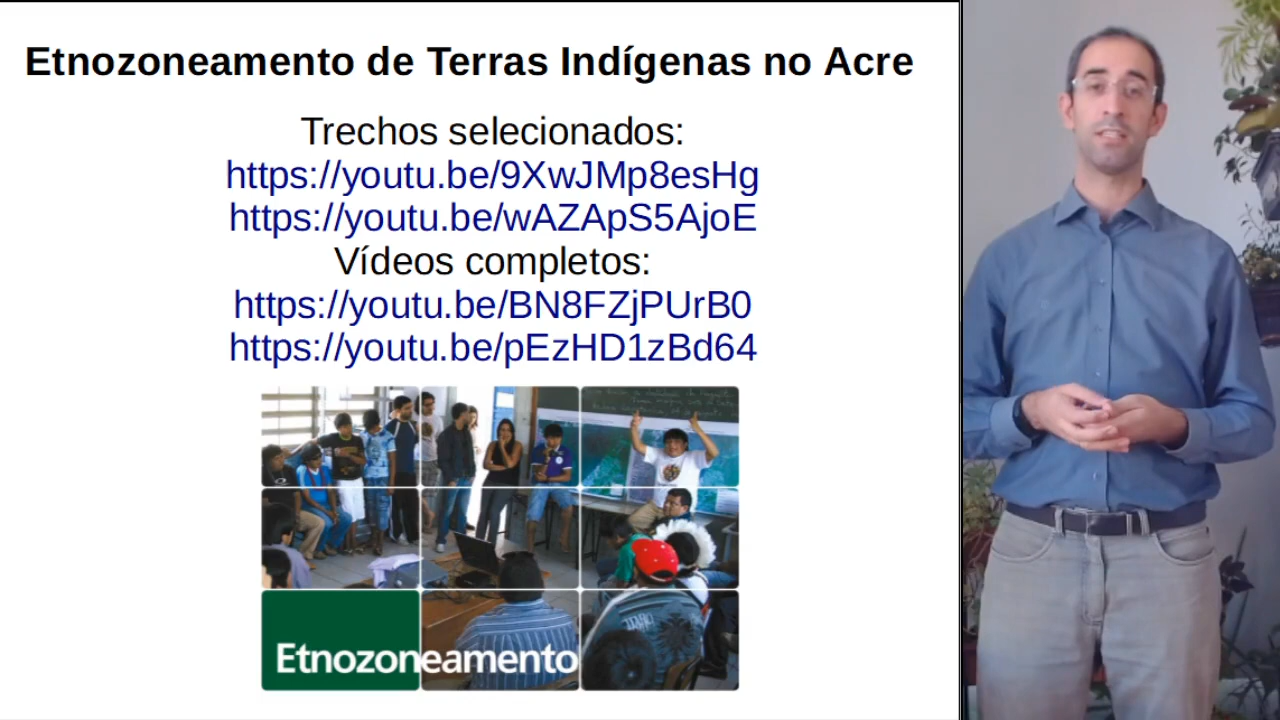 Etnozoneamento de Terras Indígenas no Acre
Trechos selecionados:
https://youtu.be/9XwJMp8esHg
https://youtu.be/wAZApS5AjoE
Vídeos completos:
https://youtu.be/BN8FZjPUrB0
https://youtu.be/pEzHD1zBd64
Etnozoneamento